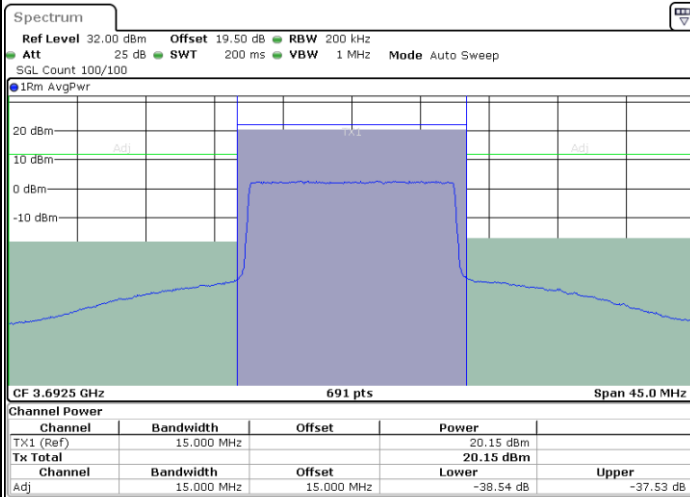 Spectrum
Ref Level 32.00 dBm Offset 19.50 dB RBW 200 kHz
Att 25 dB SWT 200 ms VBW 1 MHz Mode Auto Sweep
SGL Count 100/100
1Rm AvgPwr
20 dBm
TX1
Adj Adj
10 dBm
0 dBm
-10 dBm
CF 3.6925 GHz 691 pts Span 45.0 MHz
Channel Power
Channel Bandwidth Offset Power
TX1 (Ref) 15.000 MHz 20.15 dBm
Tx Total 20.15 dBm
Channel Bandwidth Offset Lower Upper
Adj 15.000 MHz 15.000 MHz -38.54 dB -37.53 dB